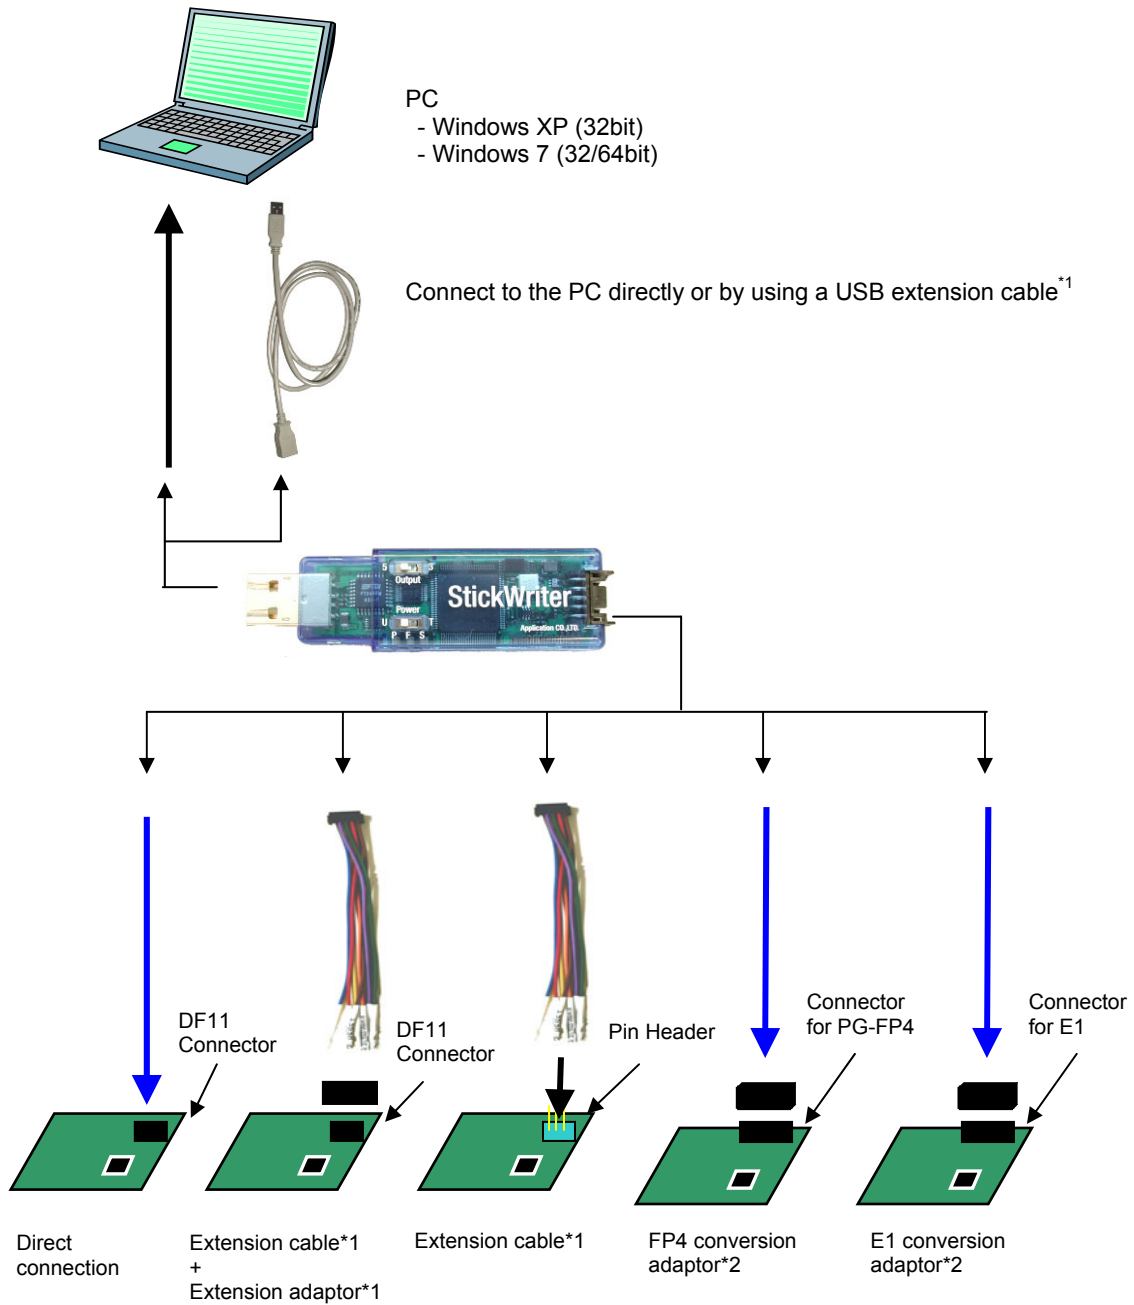 PC
- Windows XP (32bit)
- Windows 7 (32/64bit)
Connect to the PC directly or by using a USB extension cable*1
5 3
Output
StickWriter
Power
U T
P F S
Application CO.,LTD.
DF11
Connector
DF11
Connector
Pin Header
Connector
for PG-FP4
Connector
for E1
Direct
connection
Extension cable*1
+
Extension adaptor*1
Extension cable*1
FP4 conversion
adaptor*2
E1 conversion
adaptor*2